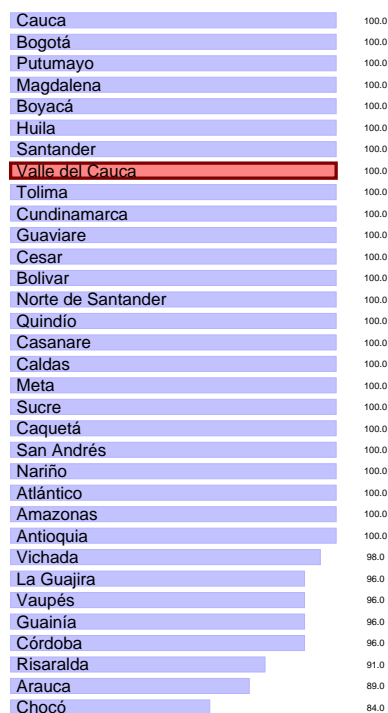 Cauca 100.0
Bogotá 100.0
Putumayo 100.0
Magdalena 100.0
Boyacá 100.0
Huila 100.0
Santander 100.0
Valle del Cauca 100.0
Tolima 100.0
Cundinamarca 100.0
Guaviare 100.0
Cesar 100.0
Bolivar 100.0
Norte de Santander 100.0
Quindío 100.0
Casanare 100.0
Caldas 100.0
Meta 100.0
Sucre 100.0
Caquetá 100.0
San Andrés 100.0
Nariño 100.0
Atlántico 100.0
Amazonas 100.0
Antioquia 100.0
Vichada 98.0
La Guajira 96.0
Vaupés 96.0
Guainía 96.0
Córdoba 96.0
Risaralda 91.0
Arauca 89.0
Chocó 84.0